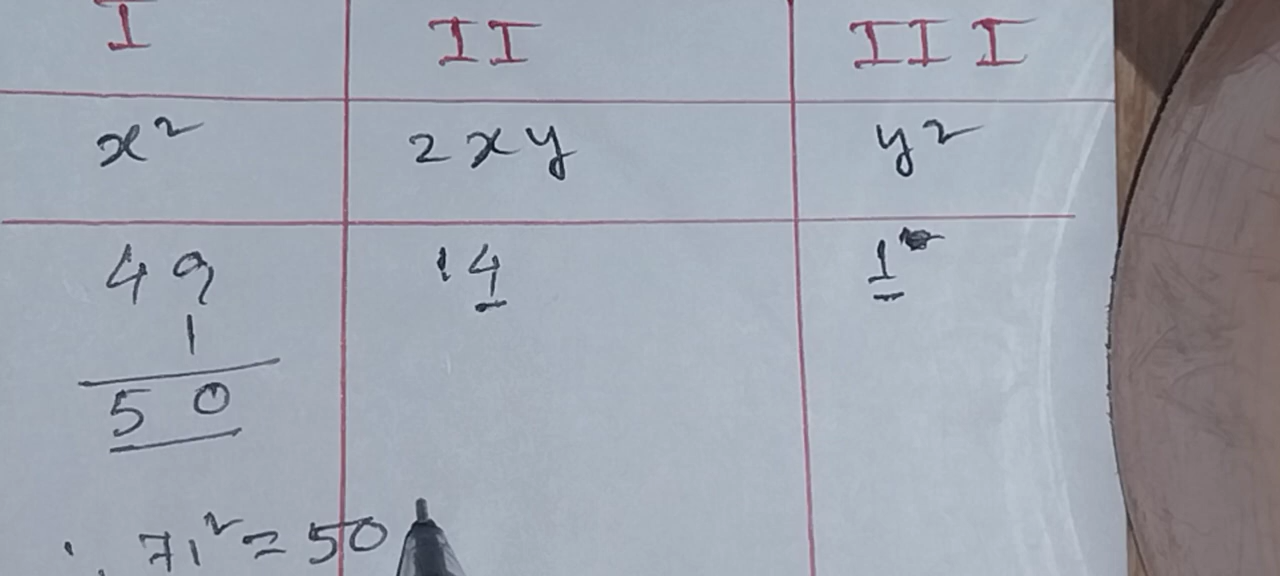 I II III
x² 2xy y²
49 14 1
1
50
∴ 71² = 50